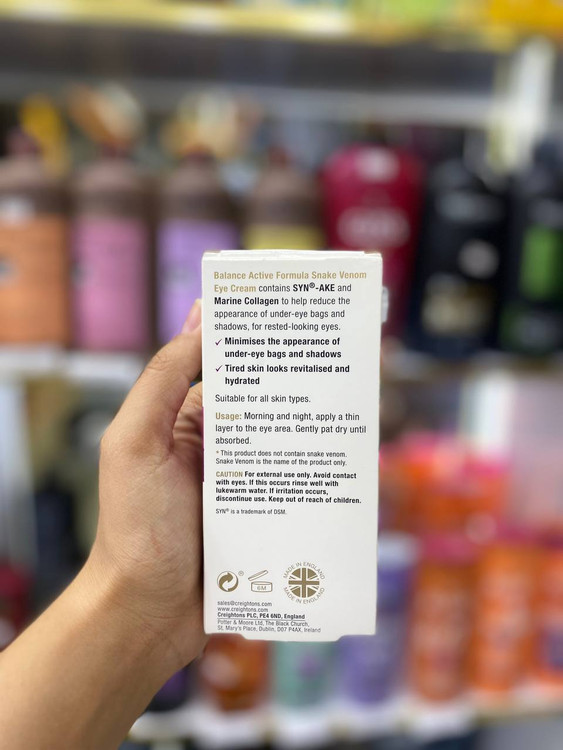 Balance Active Formula Snake Venom
Eye Cream contains SYN®-AKE and
Marine Collagen to help reduce the
appearance of under-eye bags and
shadows, for rested-looking eyes.
✓ Minimises the appearance of
under-eye bags and shadows
✓ Tired skin looks revitalised and
hydrated
Suitable for all skin types.
Usage: Morning and night, apply a thin
layer to the eye area. Gently pat dry until
absorbed.
* This product does not contain snake venom.
Snake Venom is the name of the product only.
CAUTION For external use only. Avoid contact
with eyes. If this occurs rinse well with
lukewarm water. If irritation occurs,
discontinue use. Keep out of reach of children.
SYN® is a trademark of DSM.
®
6M
MADE IN ENGLAND
MADE IN ENGLAND
sales@creightons.com
www.creightons.com
Creightons PLC, PE4 6ND, England
Potter & Moore Ltd, The Black Church,
St. Mary's Place, Dublin, D07 P4AX, Ireland